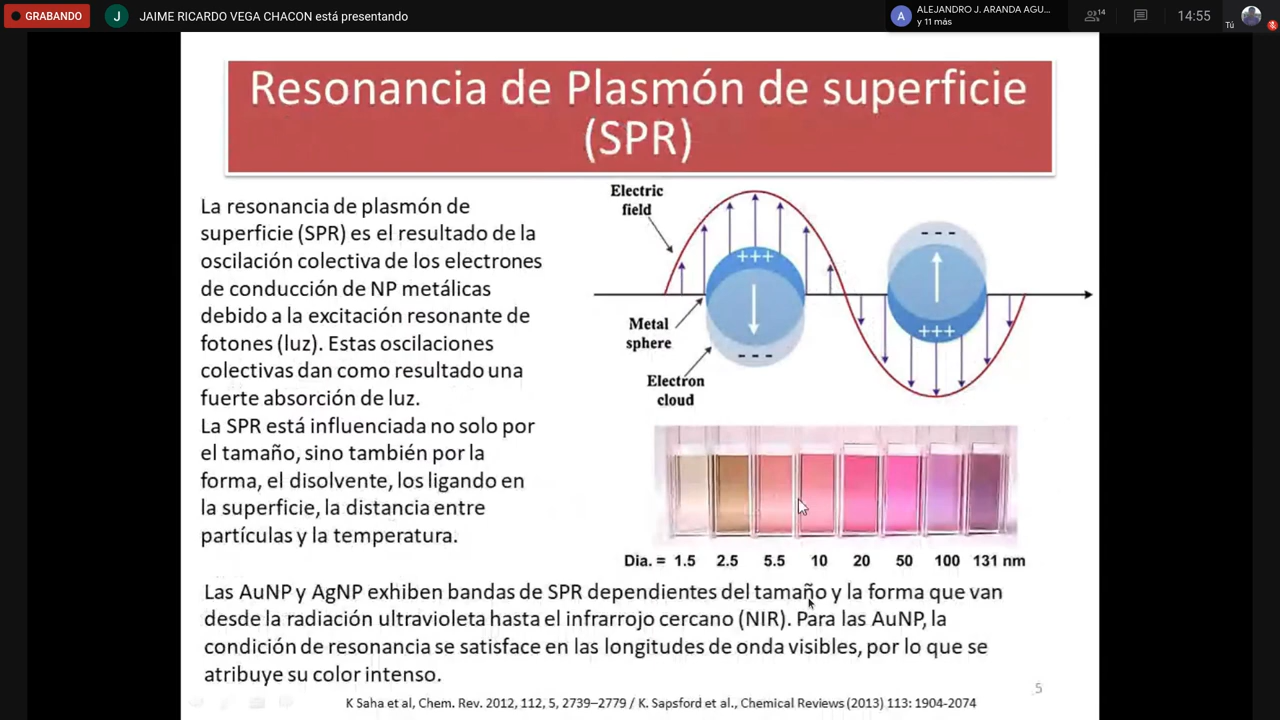 GRABANDO
J
JAIME RICARDO VEGA CHACON está presentando
A
ALEJANDRO J. ARANDA AGU...
y 11 más
14
14:55
Tú
Resonancia de Plasmón de superficie
(SPR)
La resonancia de plasmón de
superficie (SPR) es el resultado de la
oscilación colectiva de los electrones
de conducción de NP metálicas
debido a la excitación resonante de
fotones (luz). Estas oscilaciones
colectivas dan como resultado una
fuerte absorción de luz.
La SPR está influenciada no solo por
el tamaño, sino también por la
forma, el disolvente, los ligando en
la superficie, la distancia entre
partículas y la temperatura.
Electric
field
+++
- - -
Metal
sphere
- - -
+++
Electron
cloud
Dia. = 1.5 2.5 5.5 10 20 50 100 131 nm
Las AuNP y AgNP exhiben bandas de SPR dependientes del tamaño y la forma que van
desde la radiación ultravioleta hasta el infrarrojo cercano (NIR). Para las AuNP, la
condición de resonancia se satisface en las longitudes de onda visibles, por lo que se
atribuye su color intenso.
5
K Saha et al, Chem. Rev. 2012, 112, 5, 2739–2779 / K. Sapsford et al., Chemical Reviews (2013) 113: 1904-2074